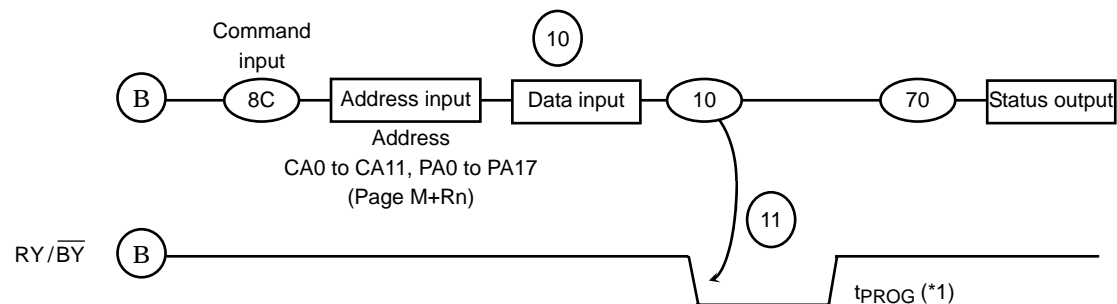 Command
input
10
B
8C
Address input
Data input
10
70
Status output
Address
CA0 to CA11, PA0 to PA17
(Page M+Rn)
11
RY/BY
B
tPROG (*1)